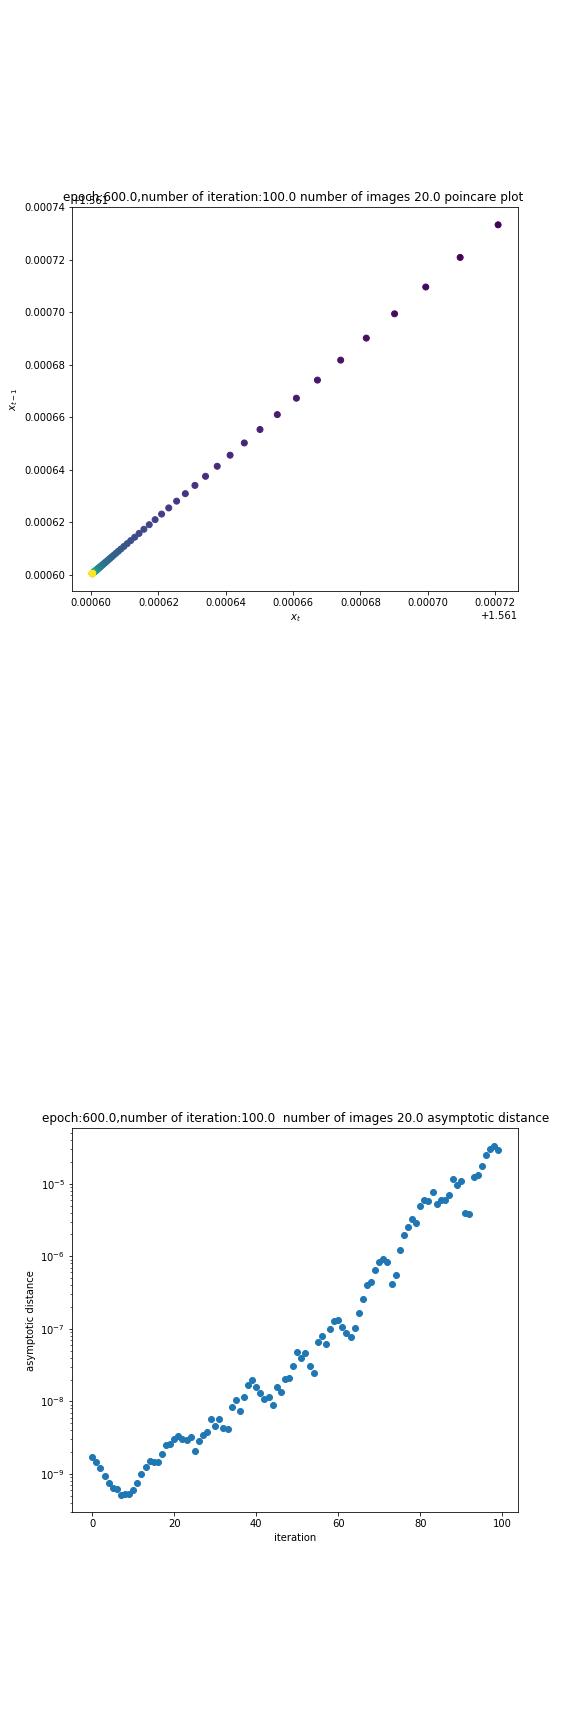 epoch:600.0,number of iteration:100.0 number of images 20.0 poincare plot
+1.561
0.00074
0.00072
0.00070
0.00068
0.00066
0.00064
0.00062
0.00060
x_{t-1}
0.00060 0.00062 0.00064 0.00066 0.00068 0.00070 0.00072
x_t
+1.561
epoch:600.0,number of iteration:100.0 number of images 20.0 asymptotic distance
10^{-5}
10^{-6}
10^{-7}
10^{-8}
10^{-9}
asymptotic distance
0 20 40 60 80 100
iteration